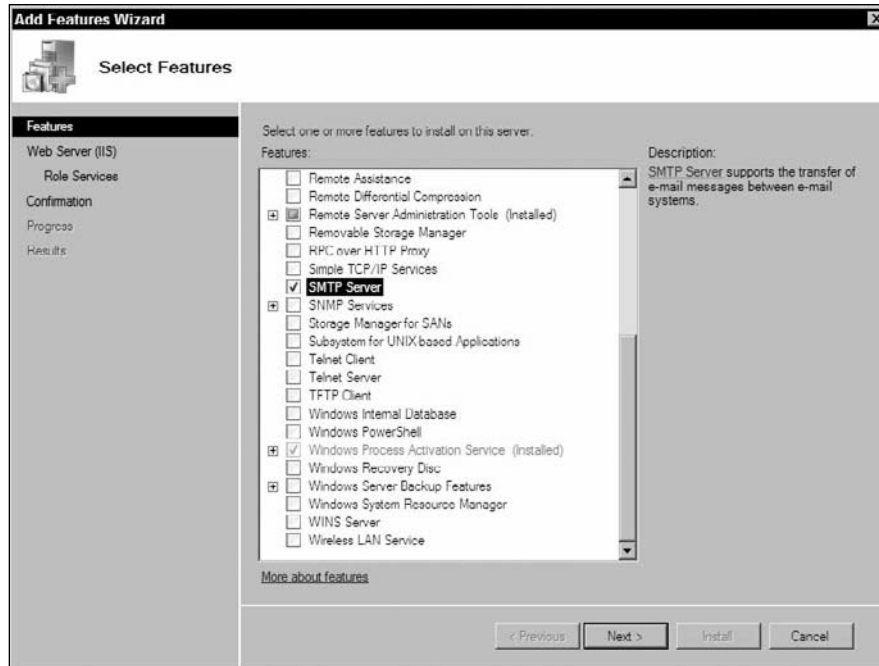 Add Features Wizard
Select Features
Features
Web Server (IIS)
Role Services
Confirmation
Progress
Results
Select one or more features to install on this server.
Features:
Remote Assistance
Remote Differential Compression
Remote Server Administration Tools (Installed)
Removable Storage Manager
RPC over HTTP Proxy
Simple TCP/IP Services
SMTP Server
SNMP Services
Storage Manager for SANs
Subsystem for UNIX-based Applications
Telnet Client
Telnet Server
TFTP Client
Windows Internal Database
Windows PowerShell
Windows Process Activation Service (Installed)
Windows Recovery Disc
Windows Server Backup Features
Windows System Resource Manager
WINS Server
Wireless LAN Service
More about features
Description:
SMTP Server supports the transfer of
e-mail messages between e-mail
systems.
< Previous
Next >
Install
Cancel